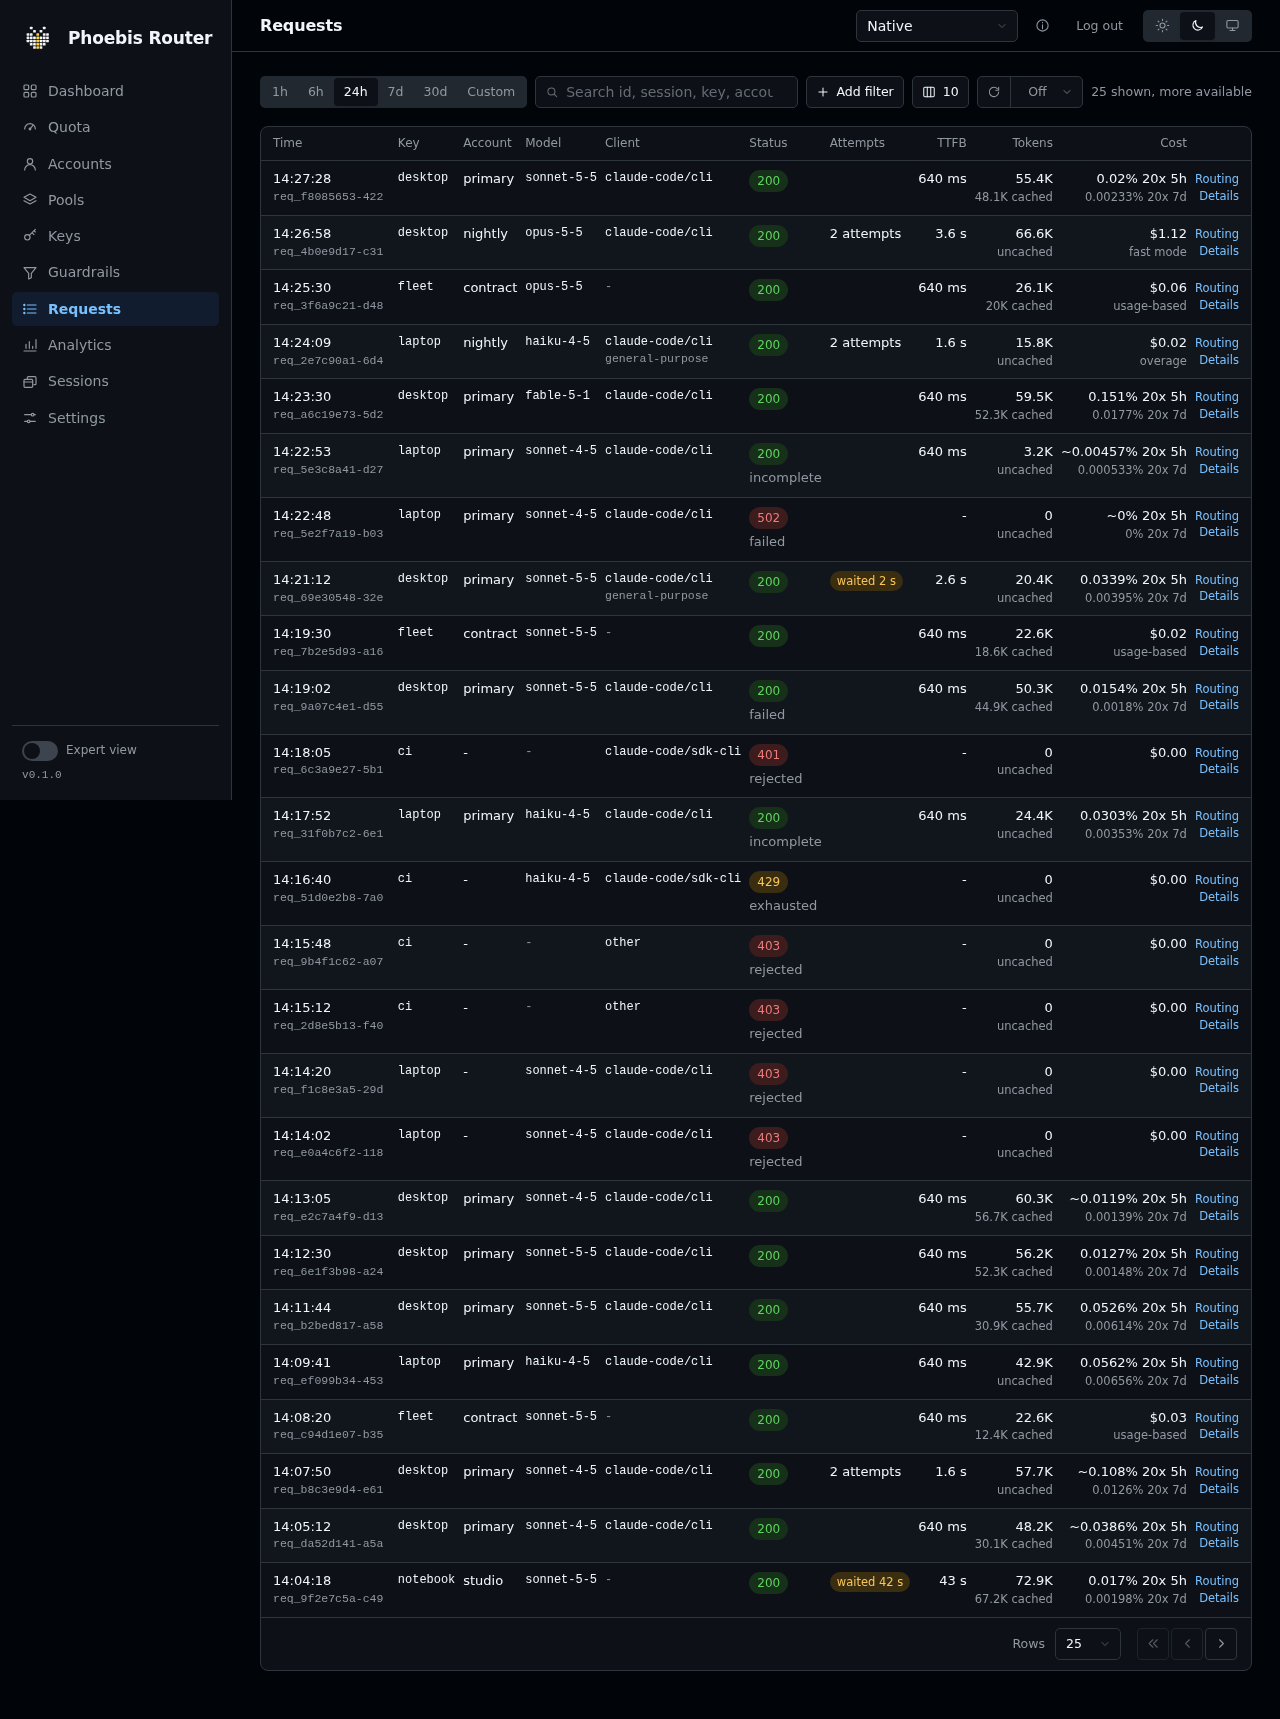 Phoebis Router
Dashboard
Quota
Accounts
Pools
Keys
Guardrails
Requests
Analytics
Sessions
Settings
Expert view
v0.1.0
Requests
Native
Log out
1h 6h 24h 7d 30d Custom
Search id, session, key, accou
Add filter
10
Off
25 shown, more available
Time Key Account Model Client Status Attempts TTFB Tokens Cost
14:27:28 desktop primary sonnet-5-5 claude-code/cli 200 640 ms 55.4K 0.02% 20x 5h Routing
req_f8085653-422 48.1K cached 0.00233% 20x 7d Details
14:26:58 desktop nightly opus-5-5 claude-code/cli 200 2 attempts 3.6 s 66.6K $1.12 Routing
req_4b0e9d17-c31 uncached fast mode Details
14:25:30 fleet contract opus-5-5 - 200 640 ms 26.1K $0.06 Routing
req_3f6a9c21-d48 20K cached usage-based Details
14:24:09 laptop nightly haiku-4-5 claude-code/cli 200 2 attempts 1.6 s 15.8K $0.02 Routing
req_2e7c90a1-6d4 general-purpose uncached overage Details
14:23:30 desktop primary fable-5-1 claude-code/cli 200 640 ms 59.5K 0.151% 20x 5h Routing
req_a6c19e73-5d2 52.3K cached 0.0177% 20x 7d Details
14:22:53 laptop primary sonnet-4-5 claude-code/cli 200 640 ms 3.2K ~0.00457% 20x 5h Routing
req_5e3c8a41-d27 incomplete uncached 0.000533% 20x 7d Details
14:22:48 laptop primary sonnet-4-5 claude-code/cli 502 - 0 ~0% 20x 5h Routing
req_5e2f7a19-b03 failed uncached 0% 20x 7d Details
14:21:12 desktop primary sonnet-5-5 claude-code/cli 200 waited 2 s 2.6 s 20.4K 0.0339% 20x 5h Routing
req_69e30548-32e general-purpose uncached 0.00395% 20x 7d Details
14:19:30 fleet contract sonnet-5-5 - 200 640 ms 22.6K $0.02 Routing
req_7b2e5d93-a16 18.6K cached usage-based Details
14:19:02 desktop primary sonnet-5-5 claude-code/cli 200 640 ms 50.3K 0.0154% 20x 5h Routing
req_9a07c4e1-d55 failed 44.9K cached 0.0018% 20x 7d Details
14:18:05 ci - - claude-code/sdk-cli 401 - 0 $0.00 Routing
req_6c3a9e27-5b1 rejected uncached Details
14:17:52 laptop primary haiku-4-5 claude-code/cli 200 640 ms 24.4K 0.0303% 20x 5h Routing
req_31f0b7c2-6e1 incomplete uncached 0.00353% 20x 7d Details
14:16:40 ci - haiku-4-5 claude-code/sdk-cli 429 - 0 $0.00 Routing
req_51d0e2b8-7a0 exhausted uncached Details
14:15:48 ci - - other 403 - 0 $0.00 Routing
req_9b4f1c62-a07 rejected uncached Details
14:15:12 ci - - other 403 - 0 $0.00 Routing
req_2d8e5b13-f40 rejected uncached Details
14:14:20 laptop - sonnet-4-5 claude-code/cli 403 - 0 $0.00 Routing
req_f1c8e3a5-29d rejected uncached Details
14:14:02 laptop - sonnet-4-5 claude-code/cli 403 - 0 $0.00 Routing
req_e0a4c6f2-118 rejected uncached Details
14:13:05 desktop primary sonnet-4-5 claude-code/cli 200 640 ms 60.3K ~0.0119% 20x 5h Routing
req_e2c7a4f9-d13 56.7K cached 0.00139% 20x 7d Details
14:12:30 desktop primary sonnet-5-5 claude-code/cli 200 640 ms 56.2K 0.0127% 20x 5h Routing
req_6e1f3b98-a24 52.3K cached 0.00148% 20x 7d Details
14:11:44 desktop primary sonnet-5-5 claude-code/cli 200 640 ms 55.7K 0.0526% 20x 5h Routing
req_b2bed817-a58 30.9K cached 0.00614% 20x 7d Details
14:09:41 laptop primary haiku-4-5 claude-code/cli 200 640 ms 42.9K 0.0562% 20x 5h Routing
req_ef099b34-453 uncached 0.00656% 20x 7d Details
14:08:20 fleet contract sonnet-5-5 - 200 640 ms 22.6K $0.03 Routing
req_c94d1e07-b35 12.4K cached usage-based Details
14:07:50 desktop primary sonnet-4-5 claude-code/cli 200 2 attempts 1.6 s 57.7K ~0.108% 20x 5h Routing
req_b8c3e9d4-e61 uncached 0.0126% 20x 7d Details
14:05:12 desktop primary sonnet-4-5 claude-code/cli 200 640 ms 48.2K ~0.0386% 20x 5h Routing
req_da52d141-a5a 30.1K cached 0.00451% 20x 7d Details
14:04:18 notebook studio sonnet-5-5 - 200 waited 42 s 43 s 72.9K 0.017% 20x 5h Routing
req_9f2e7c5a-c49 67.2K cached 0.00198% 20x 7d Details
Rows 25